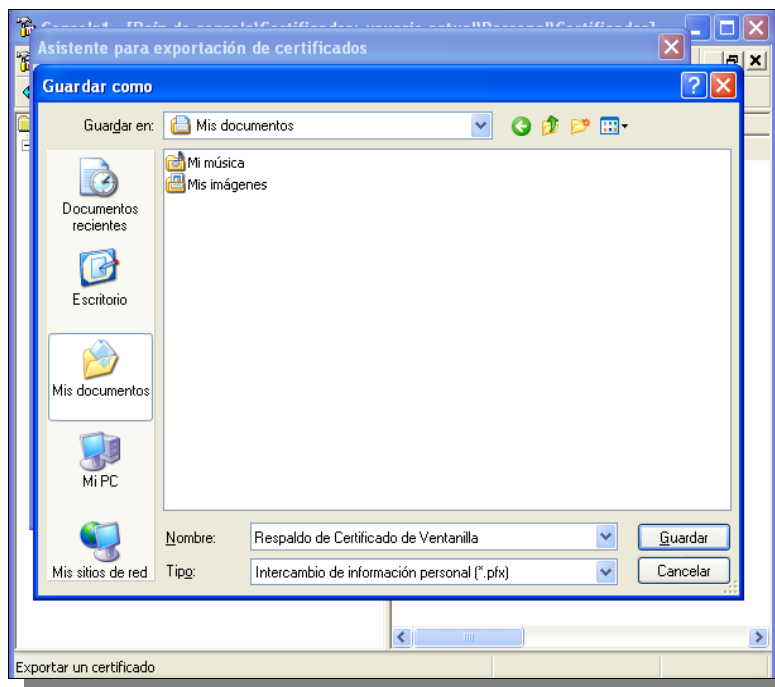 Asistente para exportación de certificados
Guardar como
Guardar en:
Mis documentos
Mi música
Mis imágenes
Documentos
recientes
Escritorio
Mis documentos
Mi PC
Mis sitios de red
Nombre:
Respaldo de Certificado de Ventanilla
Guardar
Tipo:
Intercambio de información personal (*.pfx)
Cancelar
Exportar un certificado